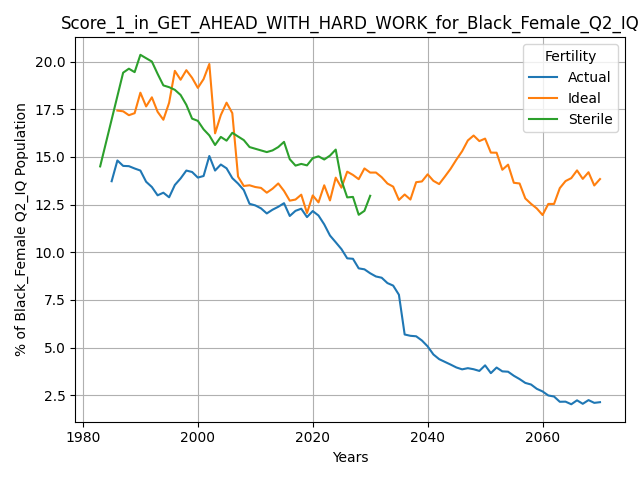 Score_1_in_GET_AHEAD_WITH_HARD_WORK_for_Black_Female_Q2_IQ
Fertility
Actual
Ideal
Sterile
% of Black_Female Q2_IQ Population
20.0
17.5
15.0
12.5
10.0
7.5
5.0
2.5
1980
2000
2020
2040
2060
Years